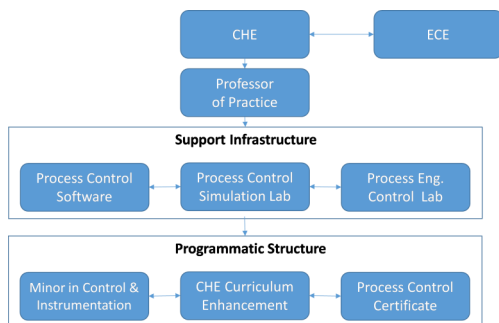 CHE
ECE
Professor
of Practice
Support Infrastructure
Process Control
Software
Process Control
Simulation Lab
Process Eng.
Control Lab
Programmatic Structure
Minor in Control &
Instrumentation
CHE Curriculum
Enhancement
Process Control
Certificate